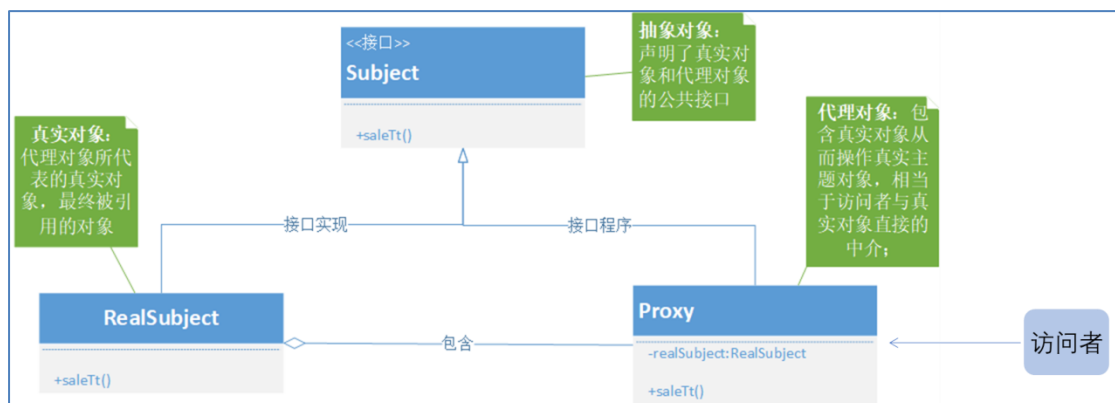 <<接口>>
Subject
+saleTt()
抽象对象：
声明了真实对
象和代理对象
的公共接口
真实对象：
代理对象所代
表的真实对
象，最终被引
用的对象
代理对象：包
含真实对象从
而操作真实主
题对象，相当
于访问者与真
实对象直接的
中介；
接口实现
接口程序
RealSubject
+saleTt()
包含
Proxy
-realSubject:RealSubject
+saleTt()
访问者